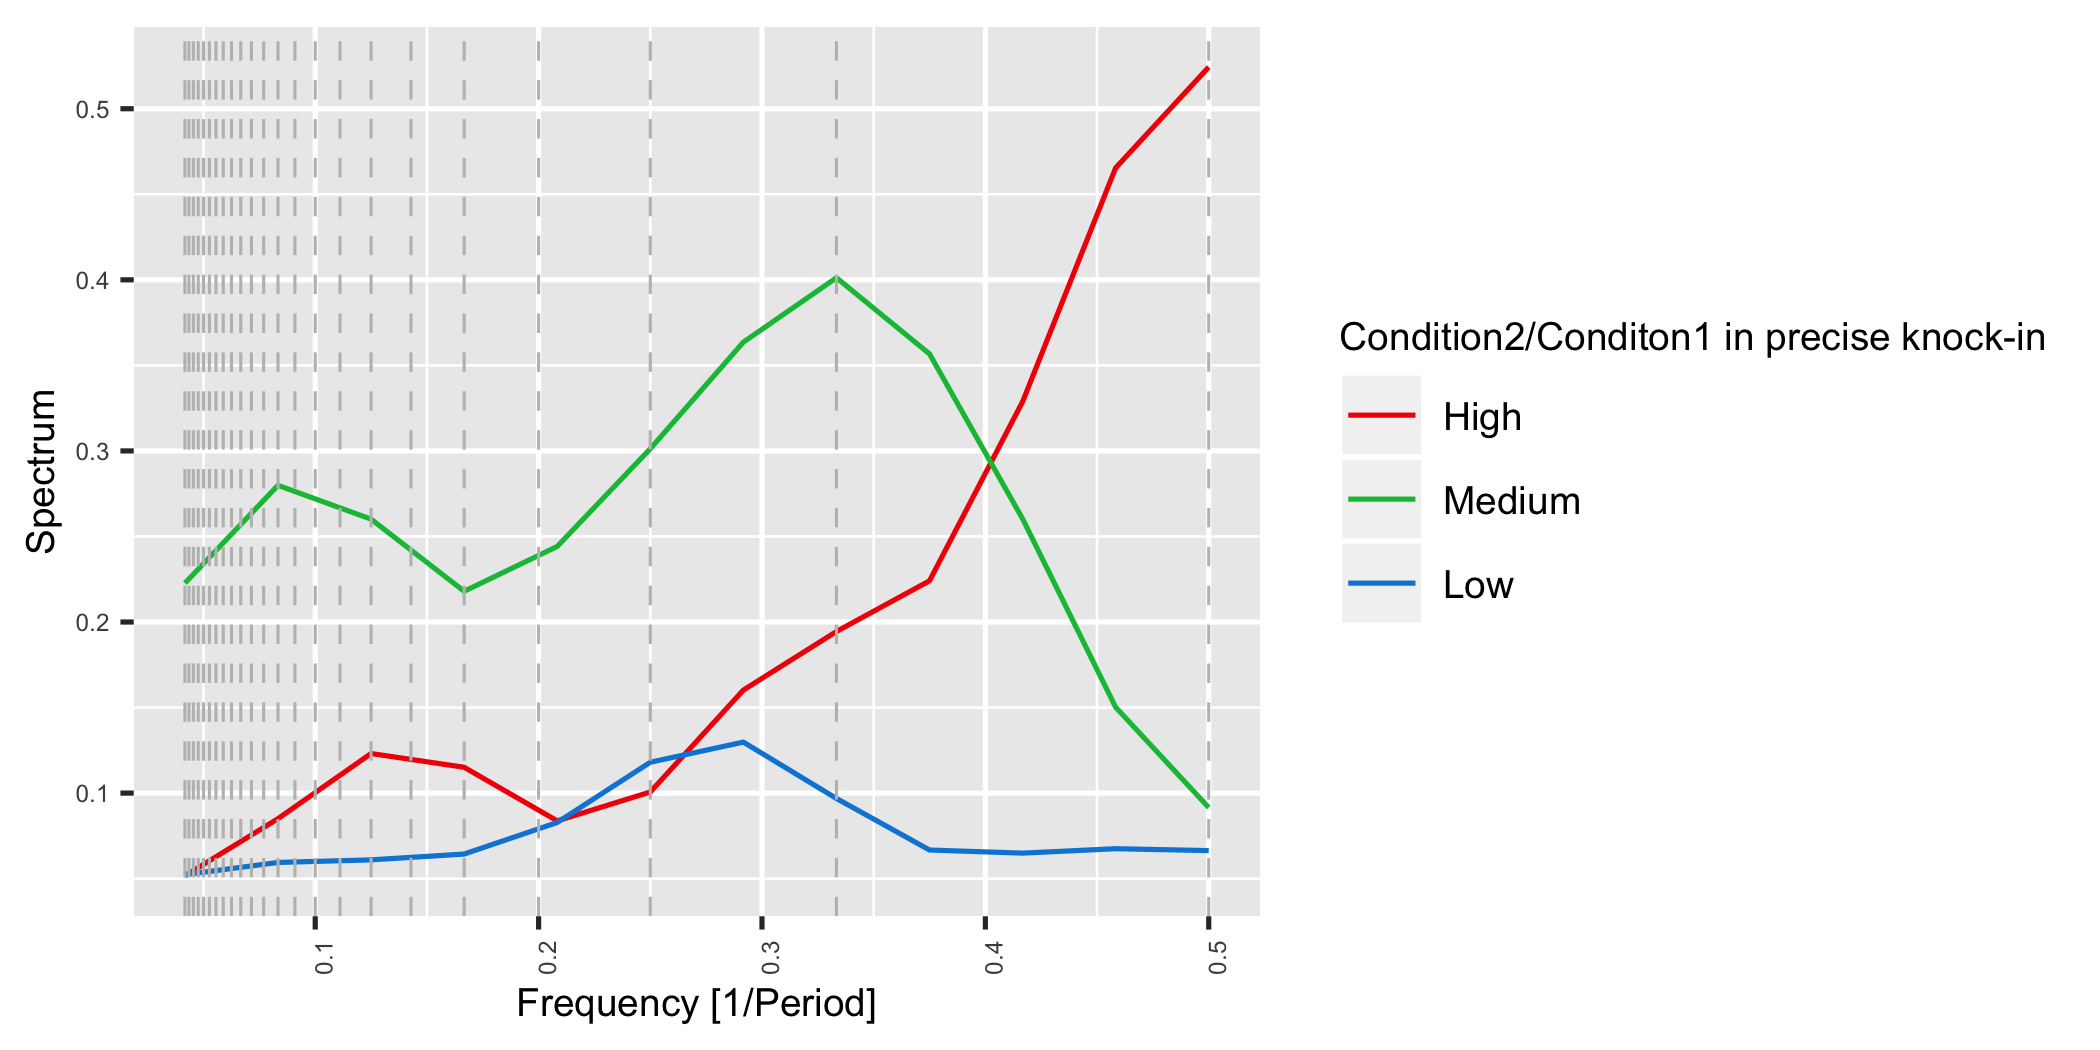 0.5
0.4
0.3
0.2
0.1
Spectrum
0.1
0.2
0.3
0.4
0.5
Frequency [1/Period]
Condition2/Conditon1 in precise knock-in
High
Medium
Low